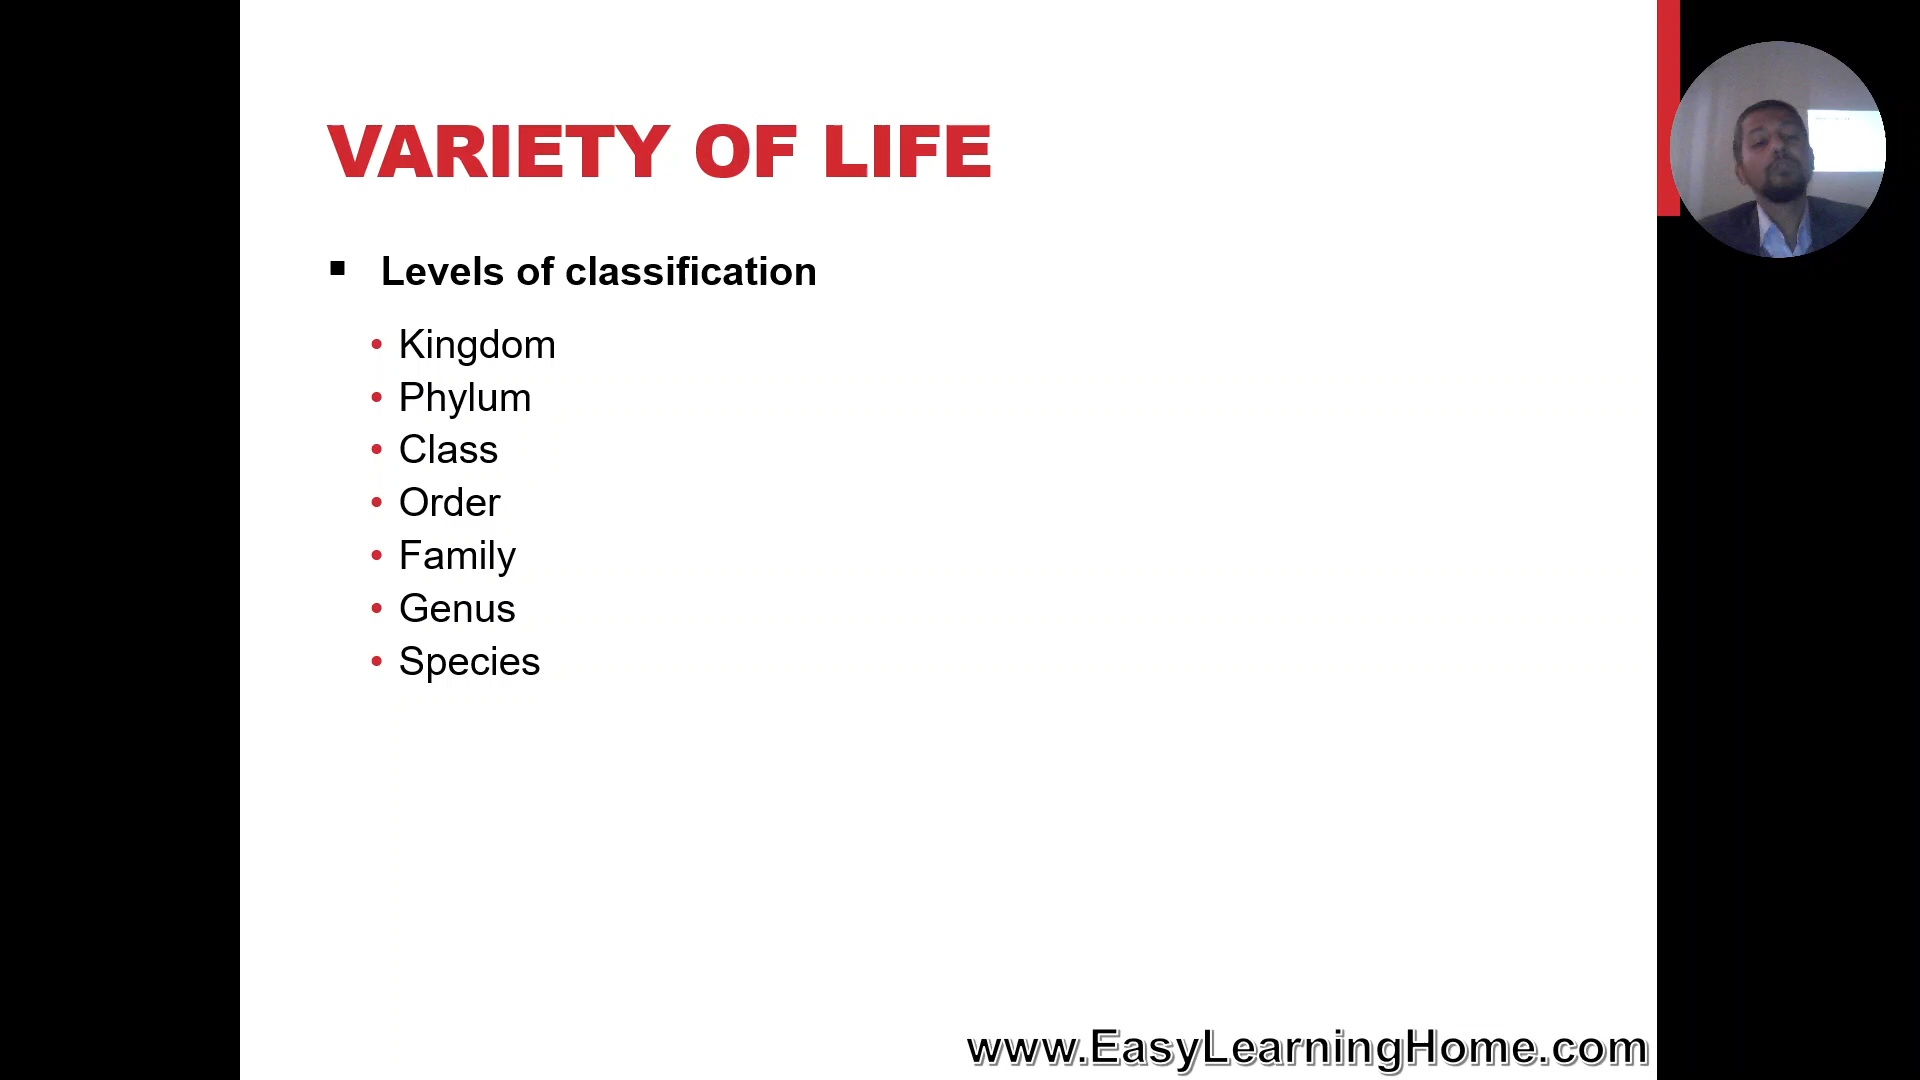 VARIETY OF LIFE
▪ Levels of classification
• Kingdom
• Phylum
• Class
• Order
• Family
• Genus
• Species
www.EasyLearningHome.com